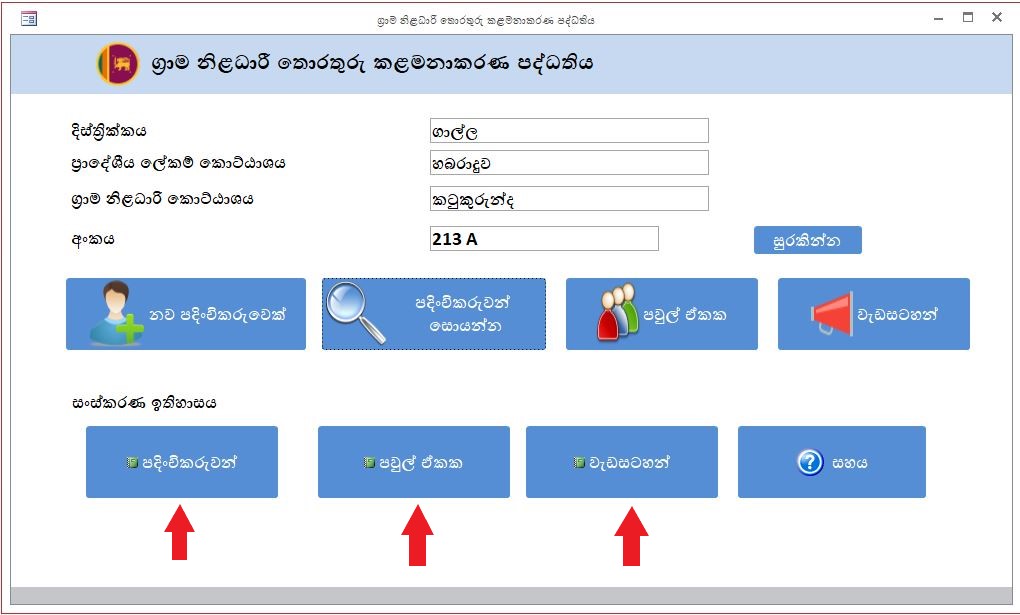 ග්‍රාම නිළධාරී තොරතුරු කළමනාකරණ පද්ධතිය
ග්‍රාම නිළධාරී තොරතුරු කළමනාකරණ පද්ධතිය
දිස්ත්‍රික්කය
ගාල්ල
ප්‍රාදේශීය ලේකම් කොට්ඨාශය
හබරාදුව
ග්‍රාම නිළධාරී කොට්ඨාශය
කටුකුරුන්ද
අංකය
213 A
සුරකින්න
නව පදිංචිකරුවෙක්
පදිංචිකරුවන්
සොයන්න
පවුල් ඒකක
වැඩසටහන්
සංස්කරණ ඉතිහාසය
පදිංචිකරුවන්
පවුල් ඒකක
වැඩසටහන්
සහය